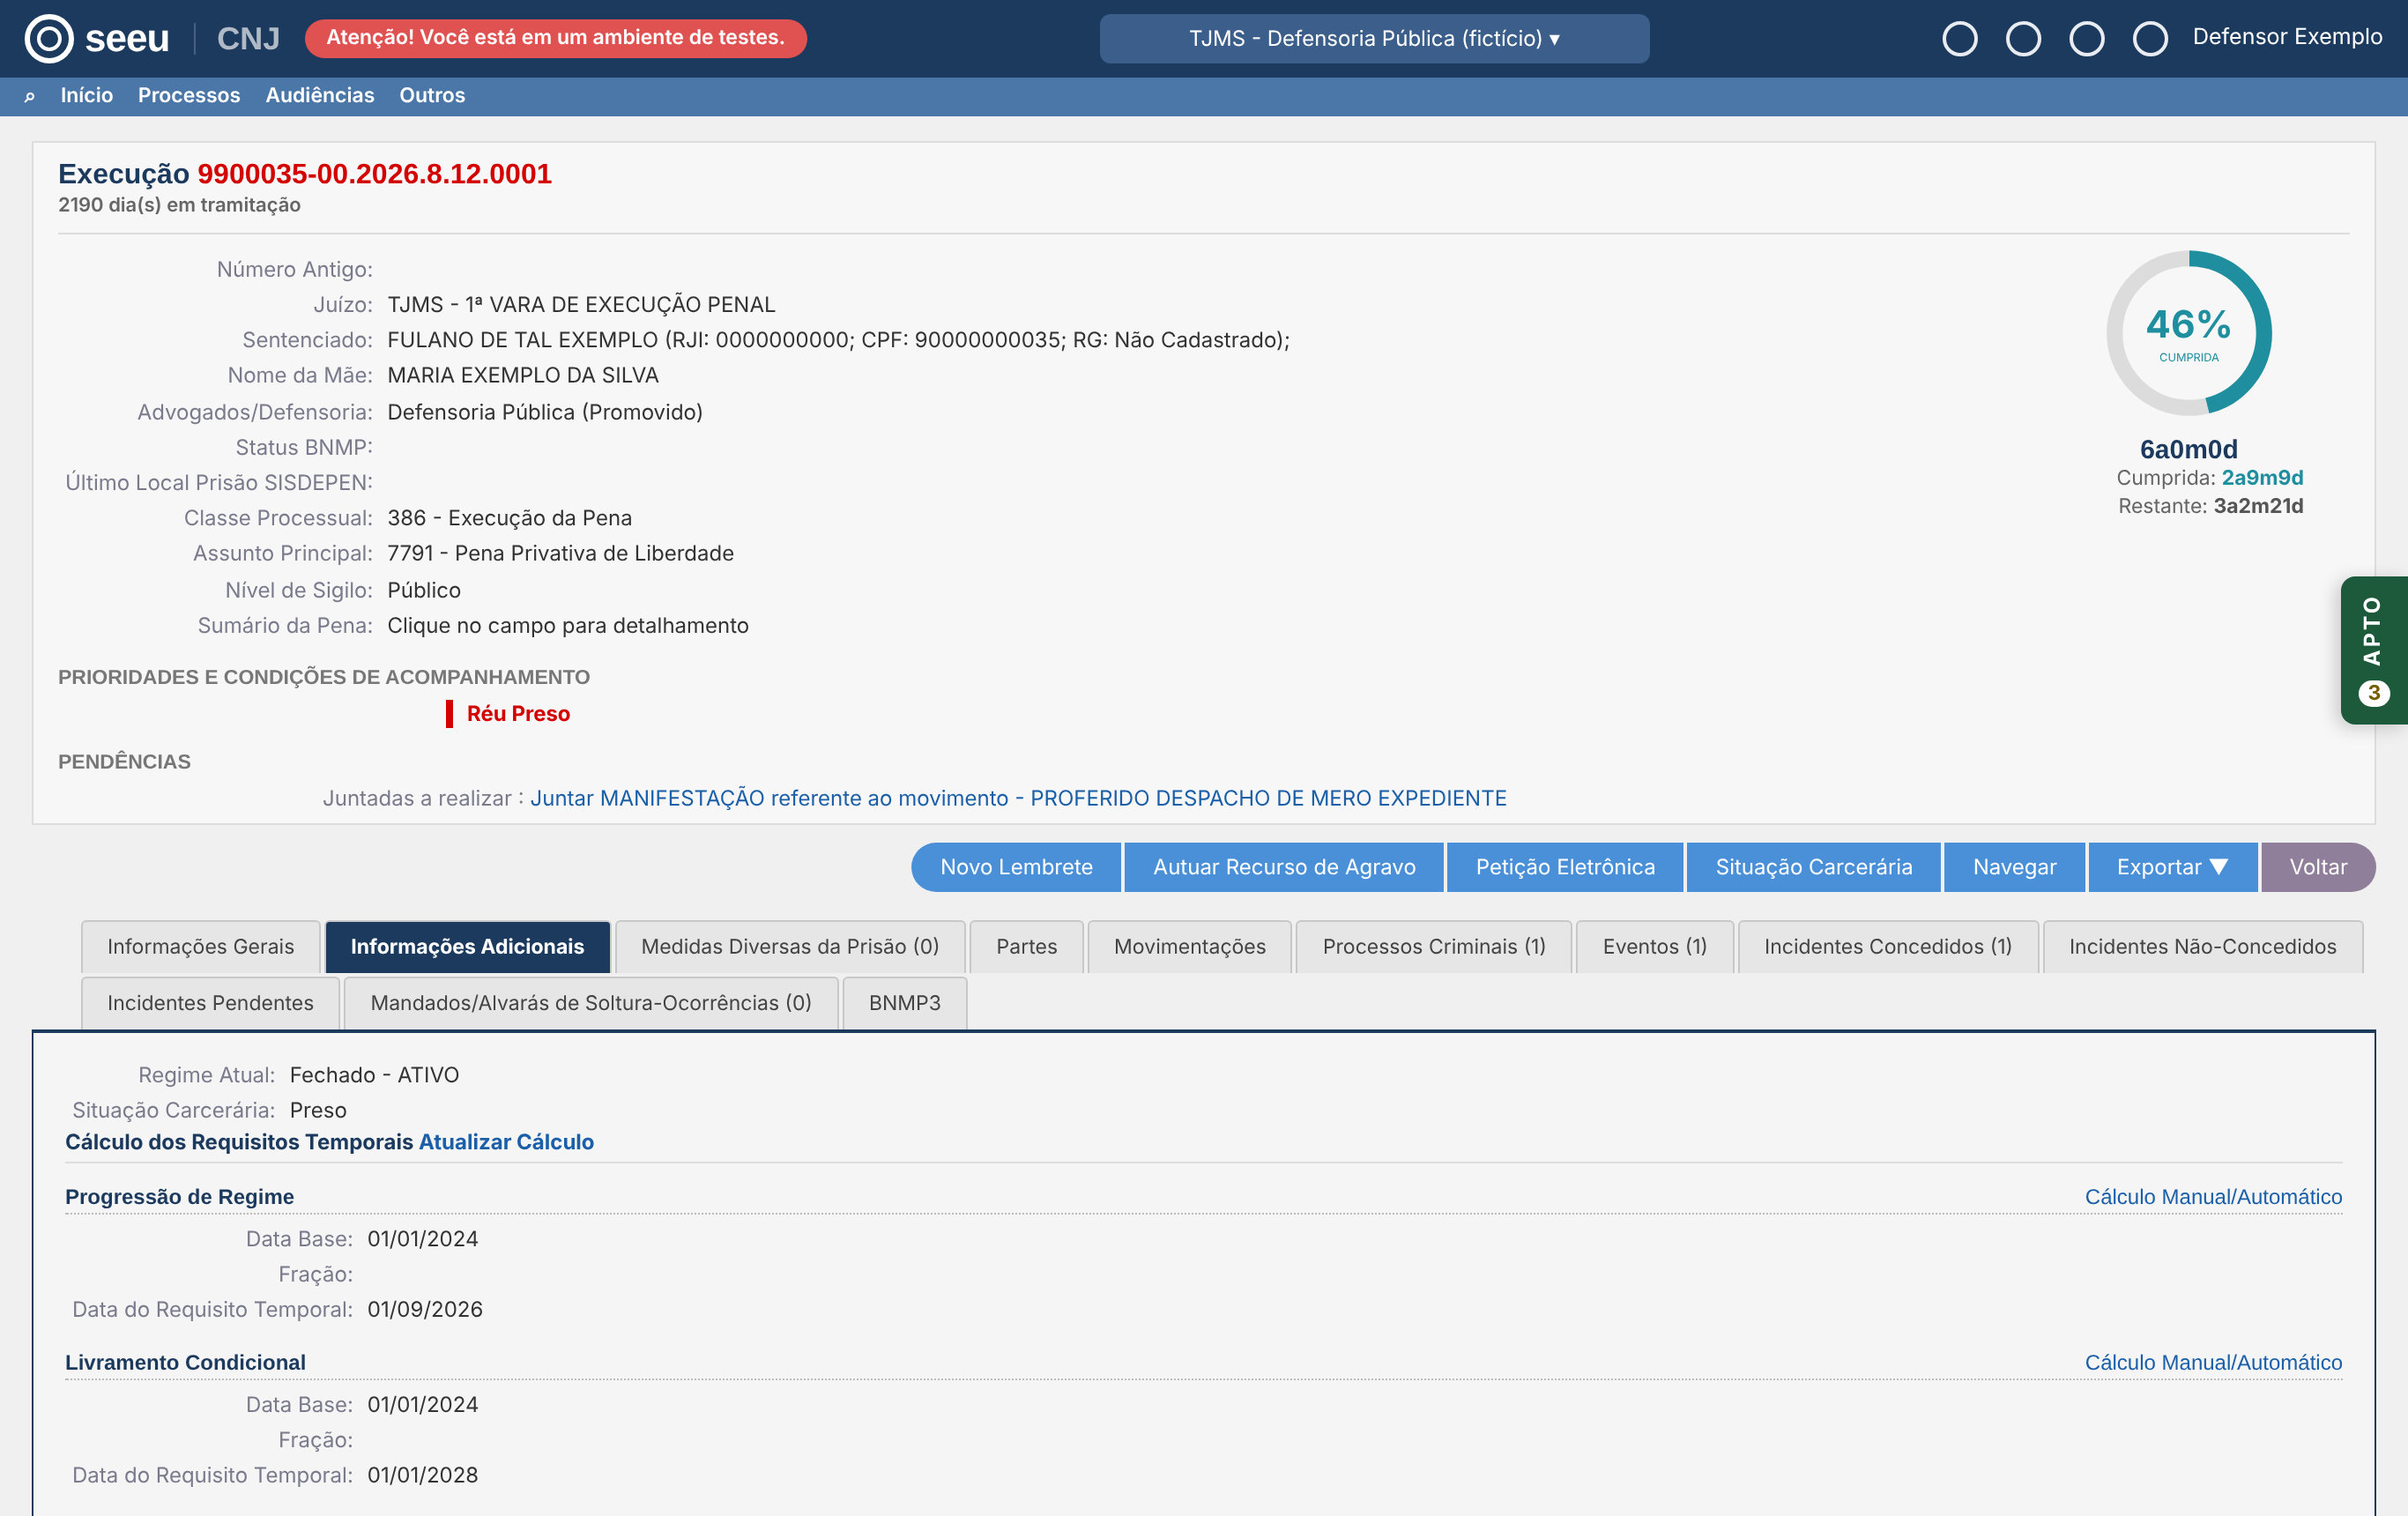 seeu CNJ Atenção! Você está em um ambiente de testes. TJMS - Defensoria Pública (fictício) ▾ Defensor Exemplo
Início Processos Audiências Outros
Execução 9900035-00.2026.8.12.0001
2190 dia(s) em tramitação
Número Antigo:
Juízo: TJMS - 1ª VARA DE EXECUÇÃO PENAL
Sentenciado: FULANO DE TAL EXEMPLO (RJI: 0000000000; CPF: 90000000035; RG: Não Cadastrado);
Nome da Mãe: MARIA EXEMPLO DA SILVA
Advogados/Defensoria: Defensoria Pública (Promovido)
Status BNMP:
Último Local Prisão SISDEPEN:
Classe Processual: 386 - Execução da Pena
Assunto Principal: 7791 - Pena Privativa de Liberdade
Nível de Sigilo: Público
Sumário da Pena: Clique no campo para detalhamento
46%
CUMPRIDA
6a0m0d
Cumprida: 2a9m9d
Restante: 3a2m21d
APTO 3
PRIORIDADES E CONDIÇÕES DE ACOMPANHAMENTO
Réu Preso
PENDÊNCIAS
Juntadas a realizar : Juntar MANIFESTAÇÃO referente ao movimento - PROFERIDO DESPACHO DE MERO EXPEDIENTE
Novo Lembrete Autuar Recurso de Agravo Petição Eletrônica Situação Carcerária Navegar Exportar ▼ Voltar
Informações Gerais Informações Adicionais Medidas Diversas da Prisão (0) Partes Movimentações Processos Criminais (1) Eventos (1) Incidentes Concedidos (1) Incidentes Não-Concedidos
Incidentes Pendentes Mandados/Alvarás de Soltura-Ocorrências (0) BNMP3
Regime Atual: Fechado - ATIVO
Situação Carcerária: Preso
Cálculo dos Requisitos Temporais Atualizar Cálculo
Progressão de Regime Cálculo Manual/Automático
Data Base: 01/01/2024
Fração:
Data do Requisito Temporal: 01/09/2026
Livramento Condicional Cálculo Manual/Automático
Data Base: 01/01/2024
Fração:
Data do Requisito Temporal: 01/01/2028